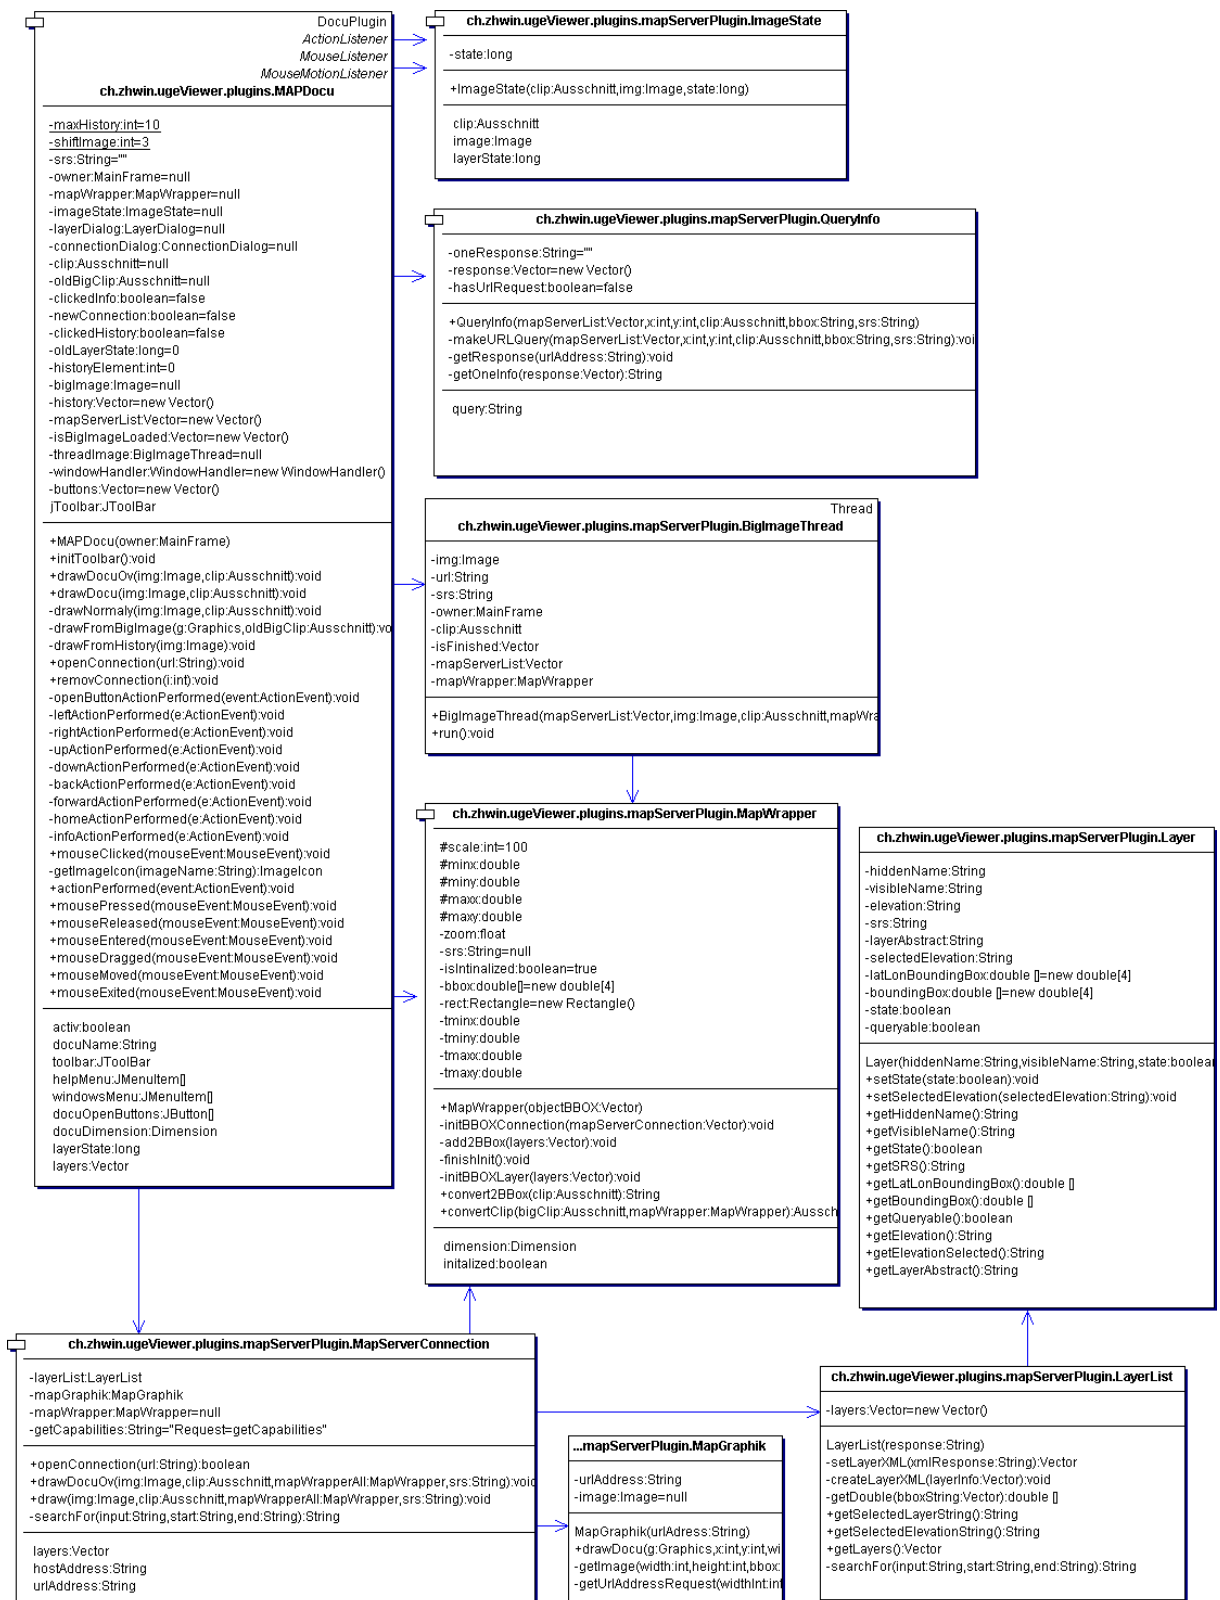 DocuPlugin
ActionListener
MouseListener
MouseMotionListener
ch.zhwin.ugeViewer.plugins.MAPDocu
-maxHistory:int=10
-shiftImage:int=3
-srs:String=""
-owner:MainFrame=null
-mapWrapper:MapWrapper=null
-imageState:ImageState=null
-layerDialog:LayerDialog=null
-connectionDialog:ConnectionDialog=null
-clip:Ausschnitt=null
-oldBigClip:Ausschnitt=null
-clickedInfo:boolean=false
-newConnection:boolean=false
-clickedHistory:boolean=false
-oldLayerState:long=0
-historyElement:int=0
-bigImage:Image=null
-history:Vector=new Vector()
-mapServerList:Vector=new Vector()
-isBigImageLoaded:Vector=new Vector()
-threadImage:BigImageThread=null
-windowHandler:WindowHandler=new WindowHandler()
-buttons:Vector=new Vector()
jToolbar:JToolBar
+MAPDocu(owner:MainFrame)
+initToolbar():void
+drawDocuOv(img:Image,clip:Ausschnitt):void
+drawDocu(img:Image,clip:Ausschnitt):void
-drawNormaly(img:Image,clip:Ausschnitt):void
-drawFromBigImage(g:Graphics,oldBigClip:Ausschnitt):vo
-drawFromHistory(img:Image):void
+openConnection(url:String):void
+removConnection(i:int):void
-openButtonActionPerformed(event:ActionEvent):void
-leftActionPerformed(e:ActionEvent):void
-rightActionPerformed(e:ActionEvent):void
-upActionPerformed(e:ActionEvent):void
-downActionPerformed(e:ActionEvent):void
-backActionPerformed(e:ActionEvent):void
-forwardActionPerformed(e:ActionEvent):void
-homeActionPerformed(e:ActionEvent):void
-infoActionPerformed(e:ActionEvent):void
+mouseClicked(mouseEvent:MouseEvent):void
-getImageIcon(imageName:String):ImageIcon
+actionPerformed(event:ActionEvent):void
+mousePressed(mouseEvent:MouseEvent):void
+mouseReleased(mouseEvent:MouseEvent):void
+mouseEntered(mouseEvent:MouseEvent):void
+mouseDragged(mouseEvent:MouseEvent):void
+mouseMoved(mouseEvent:MouseEvent):void
+mouseExited(mouseEvent:MouseEvent):void
activ:boolean
docuName:String
toolbar:JToolBar
helpMenu:JMenuItem[]
windowsMenu:JMenuItem[]
docuOpenButtons:JButton[]
docuDimension:Dimension
layerState:long
layers:Vector
ch.zhwin.ugeViewer.plugins.mapServerPlugin.ImageState
-state:long
+ImageState(clip:Ausschnitt,img:Image,state:long)
clip:Ausschnitt
image:Image
layerState:long
ch.zhwin.ugeViewer.plugins.mapServerPlugin.QueryInfo
-oneResponse:String=""
-response:Vector=new Vector()
-hasUrlRequest:boolean=false
+QueryInfo(mapServerList:Vector,x:int,y:int,clip:Ausschnitt,bbox:String,srs:String)
-makeURLQuery(mapServerList:Vector,x:int,y:int,clip:Ausschnitt,bbox:String,srs:String):voi
-getResponse(urlAddress:String):void
-getOneInfo(response:Vector):String
query:String
Thread
ch.zhwin.ugeViewer.plugins.mapServerPlugin.BigImageThread
-img:Image
-url:String
-srs:String
-owner:MainFrame
-clip:Ausschnitt
-isFinished:Vector
-mapServerList:Vector
-mapWrapper:MapWrapper
+BigImageThread(mapServerList:Vector,img:Image,clip:Ausschnitt,mapWra
+run():void
ch.zhwin.ugeViewer.plugins.mapServerPlugin.MapWrapper
#scale:int=100
#minx:double
#miny:double
#maxx:double
#maxy:double
-zoom:float
-srs:String=null
-isIntinalized:boolean=true
-bbox:double[]=new double[4]
-rect:Rectangle=new Rectangle()
-tminx:double
-tminy:double
-tmaxx:double
-tmaxy:double
+MapWrapper(objectBBOX:Vector)
-initBBOXConnection(mapServerConnection:Vector):void
-add2BBox(layers:Vector):void
-finishInit():void
-initBBOXLayer(layers:Vector):void
+convert2BBox(clip:Ausschnitt):String
+convertClip(bigClip:Ausschnitt,mapWrapper:MapWrapper):Aussch
dimension:Dimension
initalized:boolean
ch.zhwin.ugeViewer.plugins.mapServerPlugin.Layer
-hiddenName:String
-visibleName:String
-elevation:String
-srs:String
-layerAbstract:String
-selectedElevation:String
-latLonBoundingBox:double []=new double[4]
-boundingBox:double []=new double[4]
-state:boolean
-queryable:boolean
Layer(hiddenName:String,visibleName:String,state:boolea
+setState(state:boolean):void
+setSelectedElevation(selectedElevation:String):void
+getHiddenName():String
+getVisibleName():String
+getState():boolean
+getSRS():String
+getLatLonBoundingBox():double []
+getBoundingBox():double []
+getQueryable():boolean
+getElevation():String
+getElevationSelected():String
+getLayerAbstract():String
ch.zhwin.ugeViewer.plugins.mapServerPlugin.MapServerConnection
-layerList:LayerList
-mapGraphik:MapGraphik
-mapWrapper:MapWrapper=null
-getCapabilities:String="Request=getCapabilities"
+openConnection(url:String):boolean
+drawDocuOv(img:Image,clip:Ausschnitt,mapWrapperAll:MapWrapper,srs:String):void
+draw(img:Image,clip:Ausschnitt,mapWrapperAll:MapWrapper,srs:String):void
-searchFor(input:String,start:String,end:String):String
layers:Vector
hostAddress:String
urlAddress:String
...mapServerPlugin.MapGraphik
-urlAddress:String
-image:Image=null
MapGraphik(urlAdress:String)
+drawDocu(g:Graphics,x:int,y:int,wi
-getImage(width:int,height:int,bbox:
-getUrlAddressRequest(widthInt:int
ch.zhwin.ugeViewer.plugins.mapServerPlugin.LayerList
-layers:Vector=new Vector()
LayerList(response:String)
-setLayerXML(xmlResponse:String):Vector
-createLayerXML(layerInfo:Vector):void
-getDouble(bboxString:Vector):double []
+getSelectedLayerString():String
+getSelectedElevationString():String
+getLayers():Vector
-searchFor(input:String,start:String,end:String):String